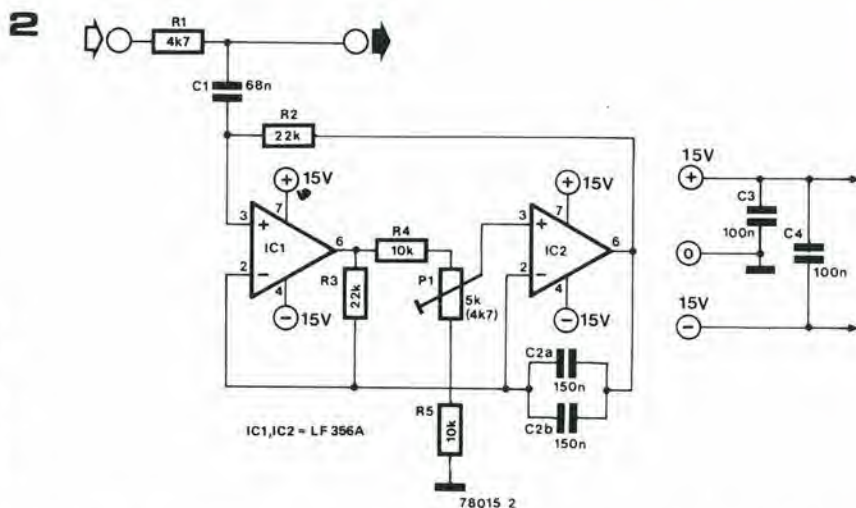 2
R1
4k7
C1 68n
R2
22k
15V
+
7
3
+
IC1
6
2
−
4
−
15V
R3
22k
R4
10k
P1
5k
(4k7)
15V
+
7
3
+
IC2
6
2
−
4
−
15V
C2a
150n
C2b
150n
R5
10k
IC1,IC2 = LF 356A
78015 2
15V
+
C3
100n
C4
100n
0
15V
−